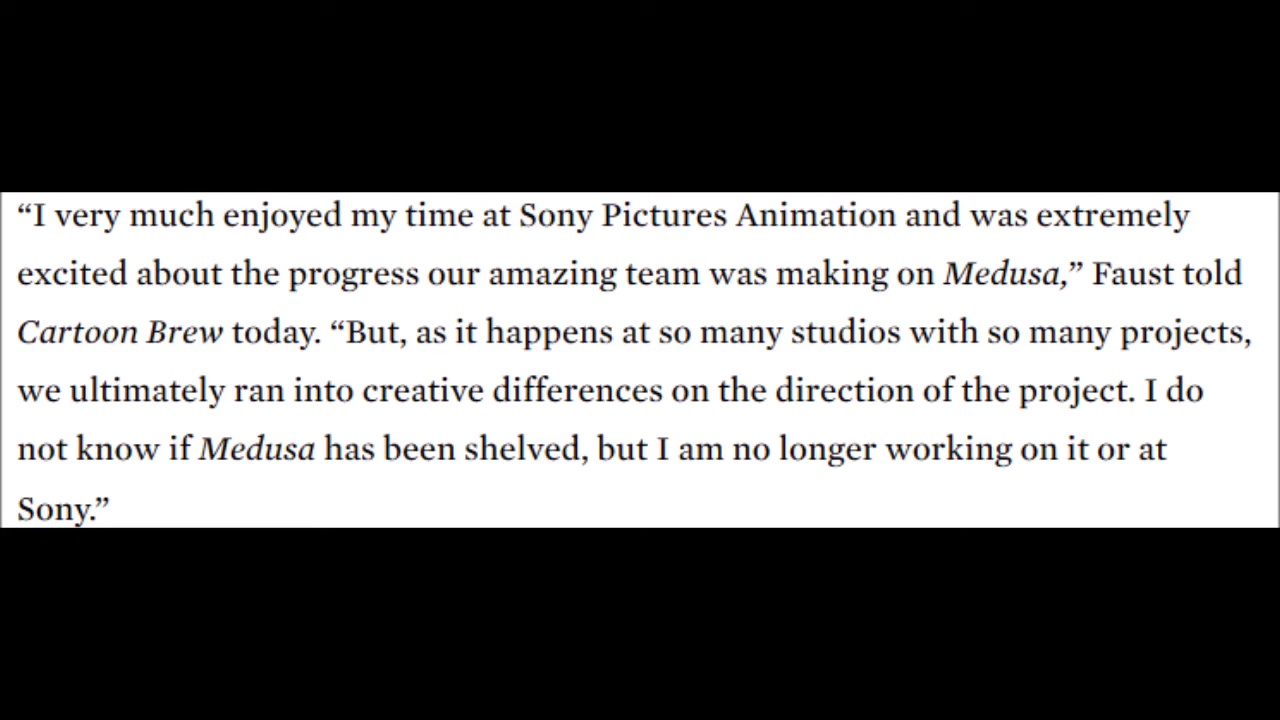 “I very much enjoyed my time at Sony Pictures Animation and was extremely
excited about the progress our amazing team was making on Medusa,” Faust told
Cartoon Brew today. “But, as it happens at so many studios with so many projects,
we ultimately ran into creative differences on the direction of the project. I do
not know if Medusa has been shelved, but I am no longer working on it or at
Sony.”